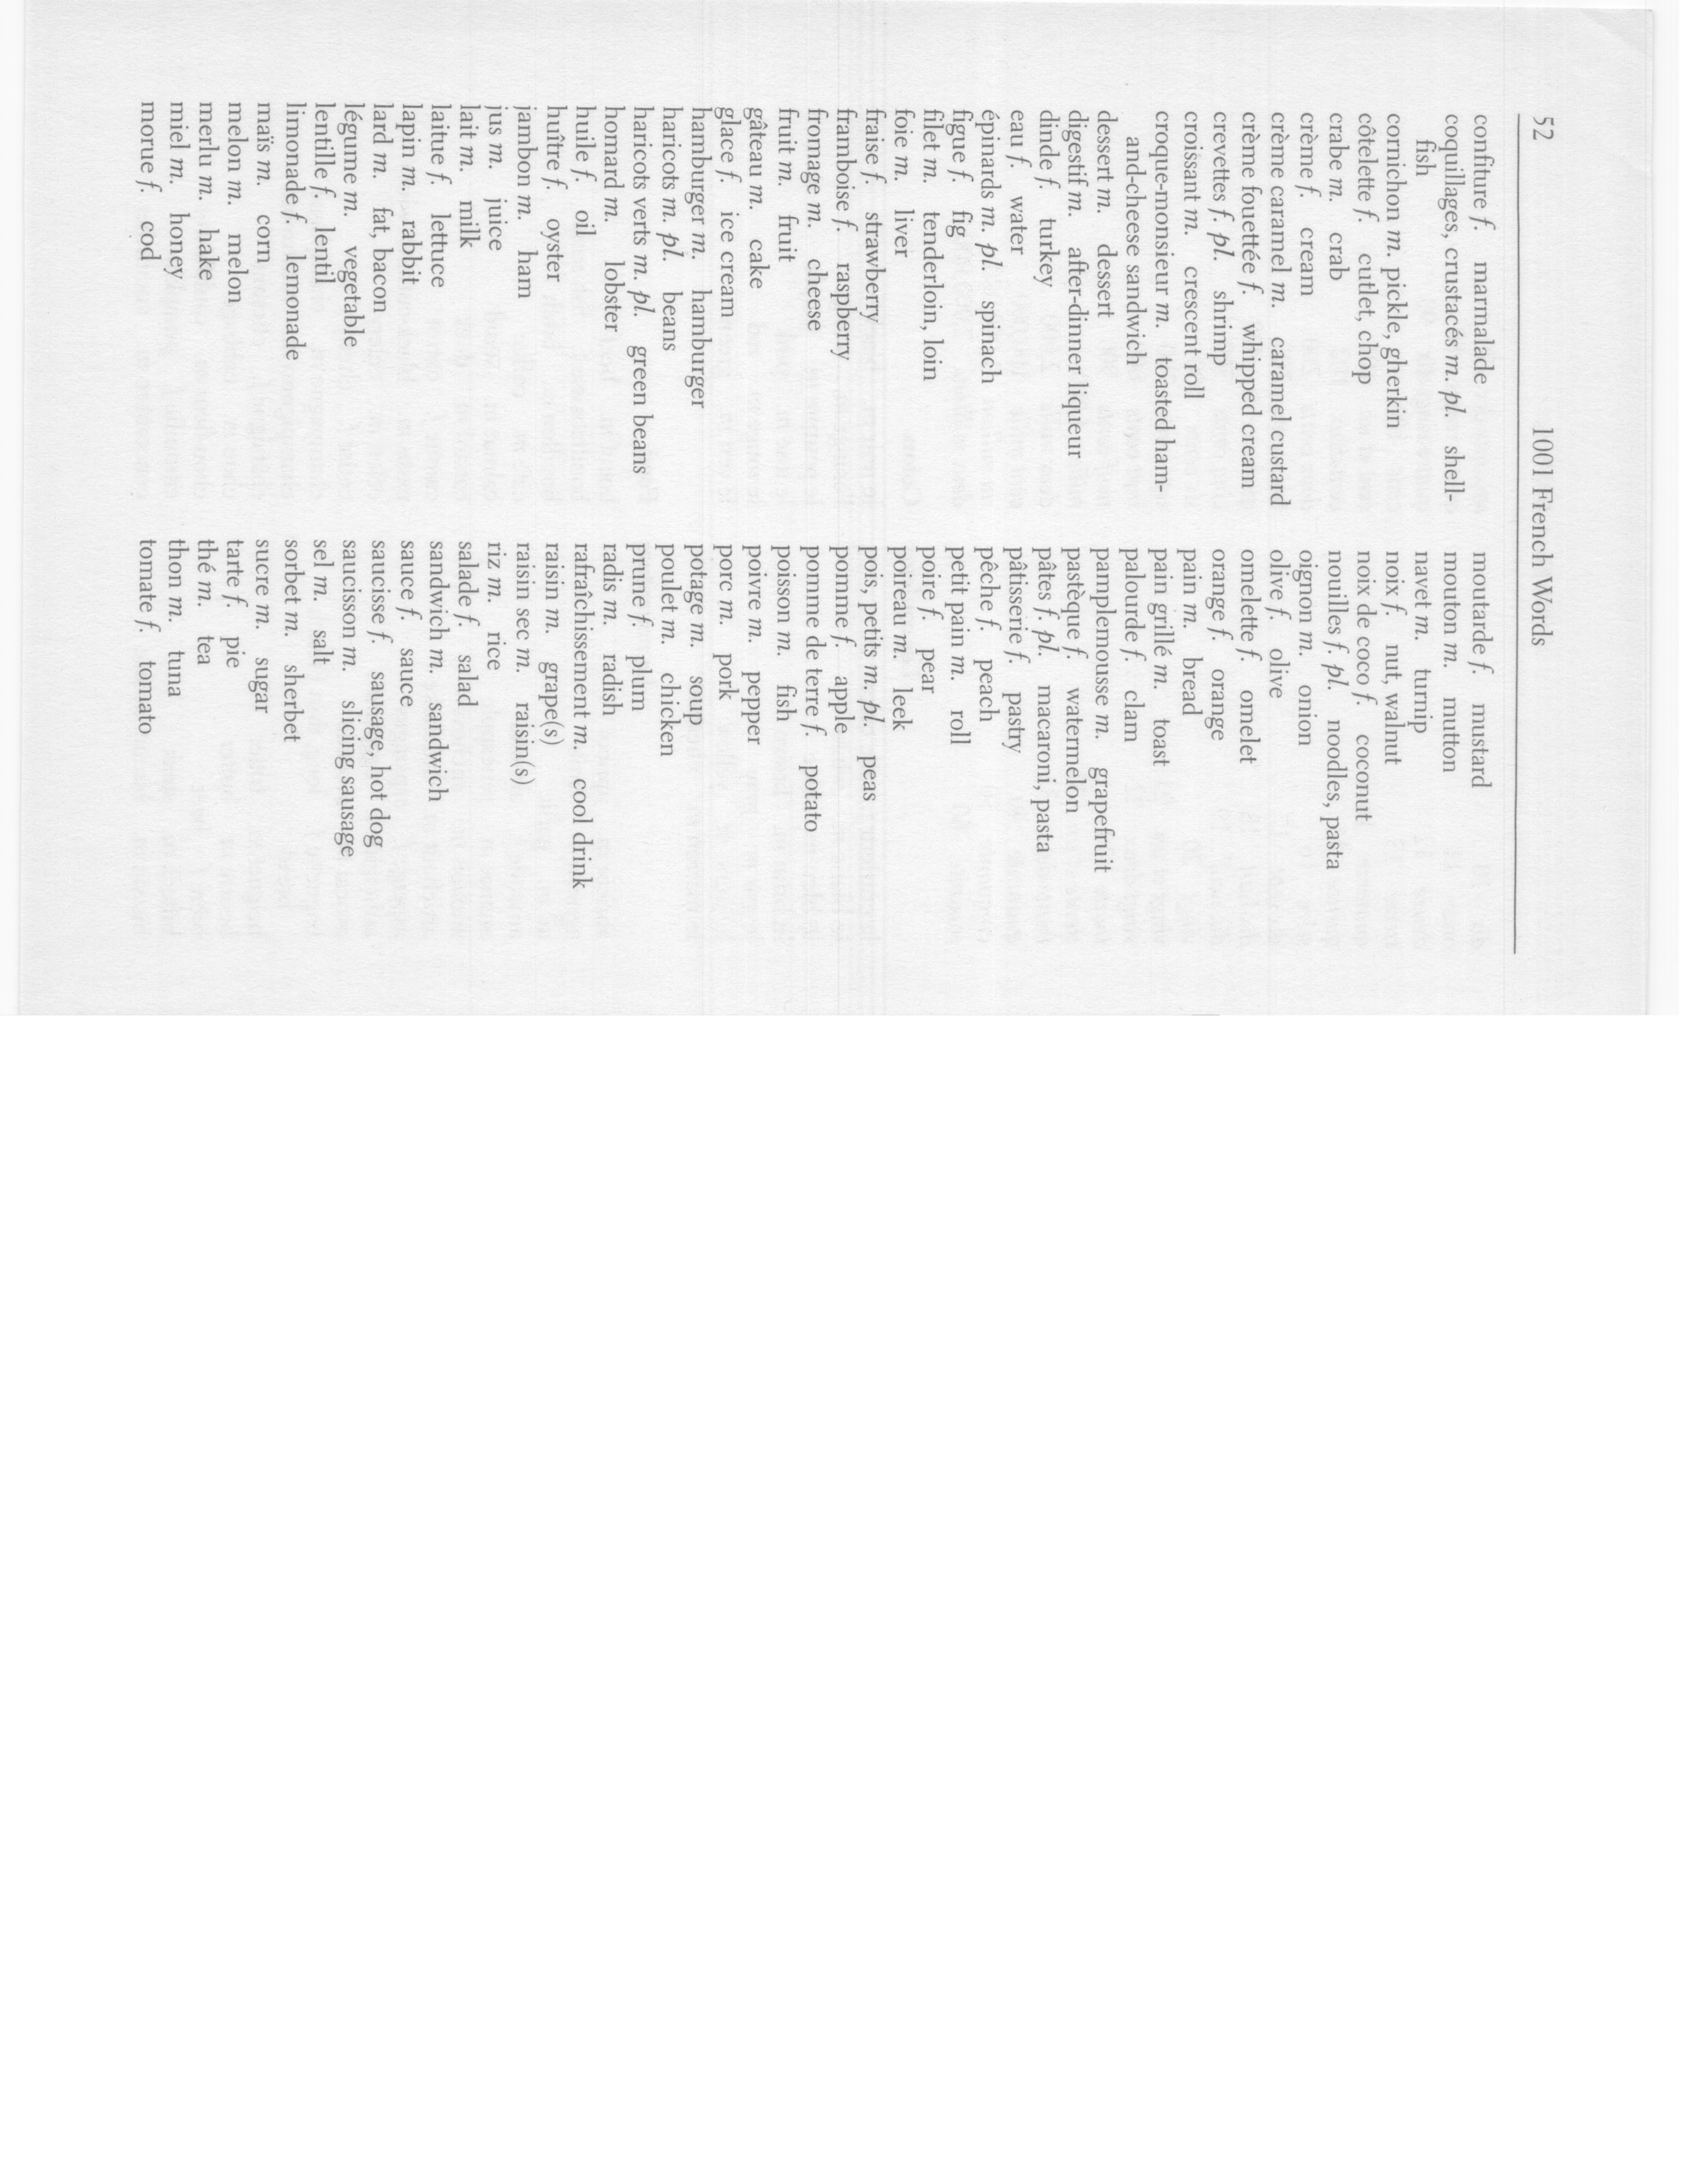 52
1001 French Words
confiture f. marmalade
coquillages, crustacés m. pl. shell-
fish
cornichon m. pickle, gherkin
côtelette f. cutlet, chop
crabe m. crab
crème f. cream
crème caramel m. caramel custard
crème fouettée f. whipped cream
crevettes f. pl. shrimp
croissant m. crescent roll
croque-monsieur m. toasted ham-
and-cheese sandwich
dessert m. dessert
digestif m. after-dinner liqueur
dinde f. turkey
eau f. water
épinards m. pl. spinach
figue f. fig
filet m. tenderloin, loin
foie m. liver
fraise f. strawberry
framboise f. raspberry
fromage m. cheese
fruit m. fruit
gâteau m. cake
glace f. ice cream
hamburger m. hamburger
haricots m. pl. beans
haricots verts m. pl. green beans
homard m. lobster
huile f. oil
huître f. oyster
jambon m. ham
jus m. juice
lait m. milk
laitue f. lettuce
lapin m. rabbit
lard m. fat, bacon
légume m. vegetable
lentille f. lentil
limonade f. lemonade
maïs m. corn
melon m. melon
merlu m. hake
miel m. honey
morue f. cod
moutarde f. mustard
mouton m. mutton
navet m. turnip
noix f. nut, walnut
noix de coco f. coconut
nouilles f. pl. noodles, pasta
oignon m. onion
olive f. olive
omelette f. omelet
orange f. orange
pain m. bread
pain grillé m. toast
palourde f. clam
pamplemousse m. grapefruit
pastèque f. watermelon
pâtes f. pl. macaroni, pasta
pâtisserie f. pastry
pêche f. peach
petit pain m. roll
poire f. pear
poireau m. leek
pois, petits m. pl. peas
pomme f. apple
pomme de terre f. potato
poisson m. fish
poivre m. pepper
porc m. pork
potage m. soup
poulet m. chicken
prune f. plum
radis m. radish
rafraîchissement m. cool drink
raisin m. grape(s)
raisin sec m. raisin(s)
riz m. rice
salade f. salad
sandwich m. sandwich
sauce f. sauce
saucisse f. sausage, hot dog
saucisson m. slicing sausage
sel m. salt
sorbet m. sherbet
sucre m. sugar
tarte f. pie
thé m. tea
thon m. tuna
tomate f. tomato